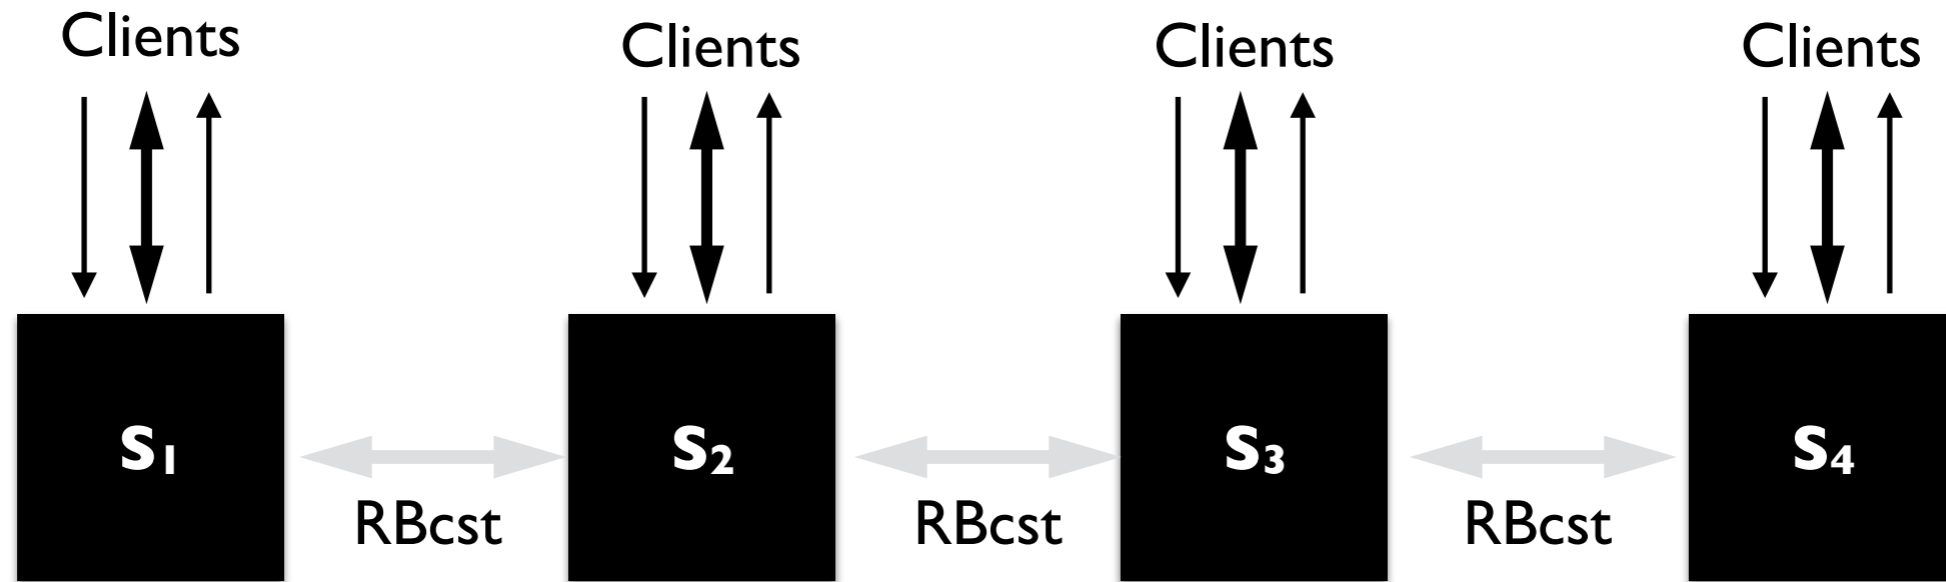 Clients
Clients
Clients
Clients
S1
S2
S3
S4
RBcst
RBcst
RBcst